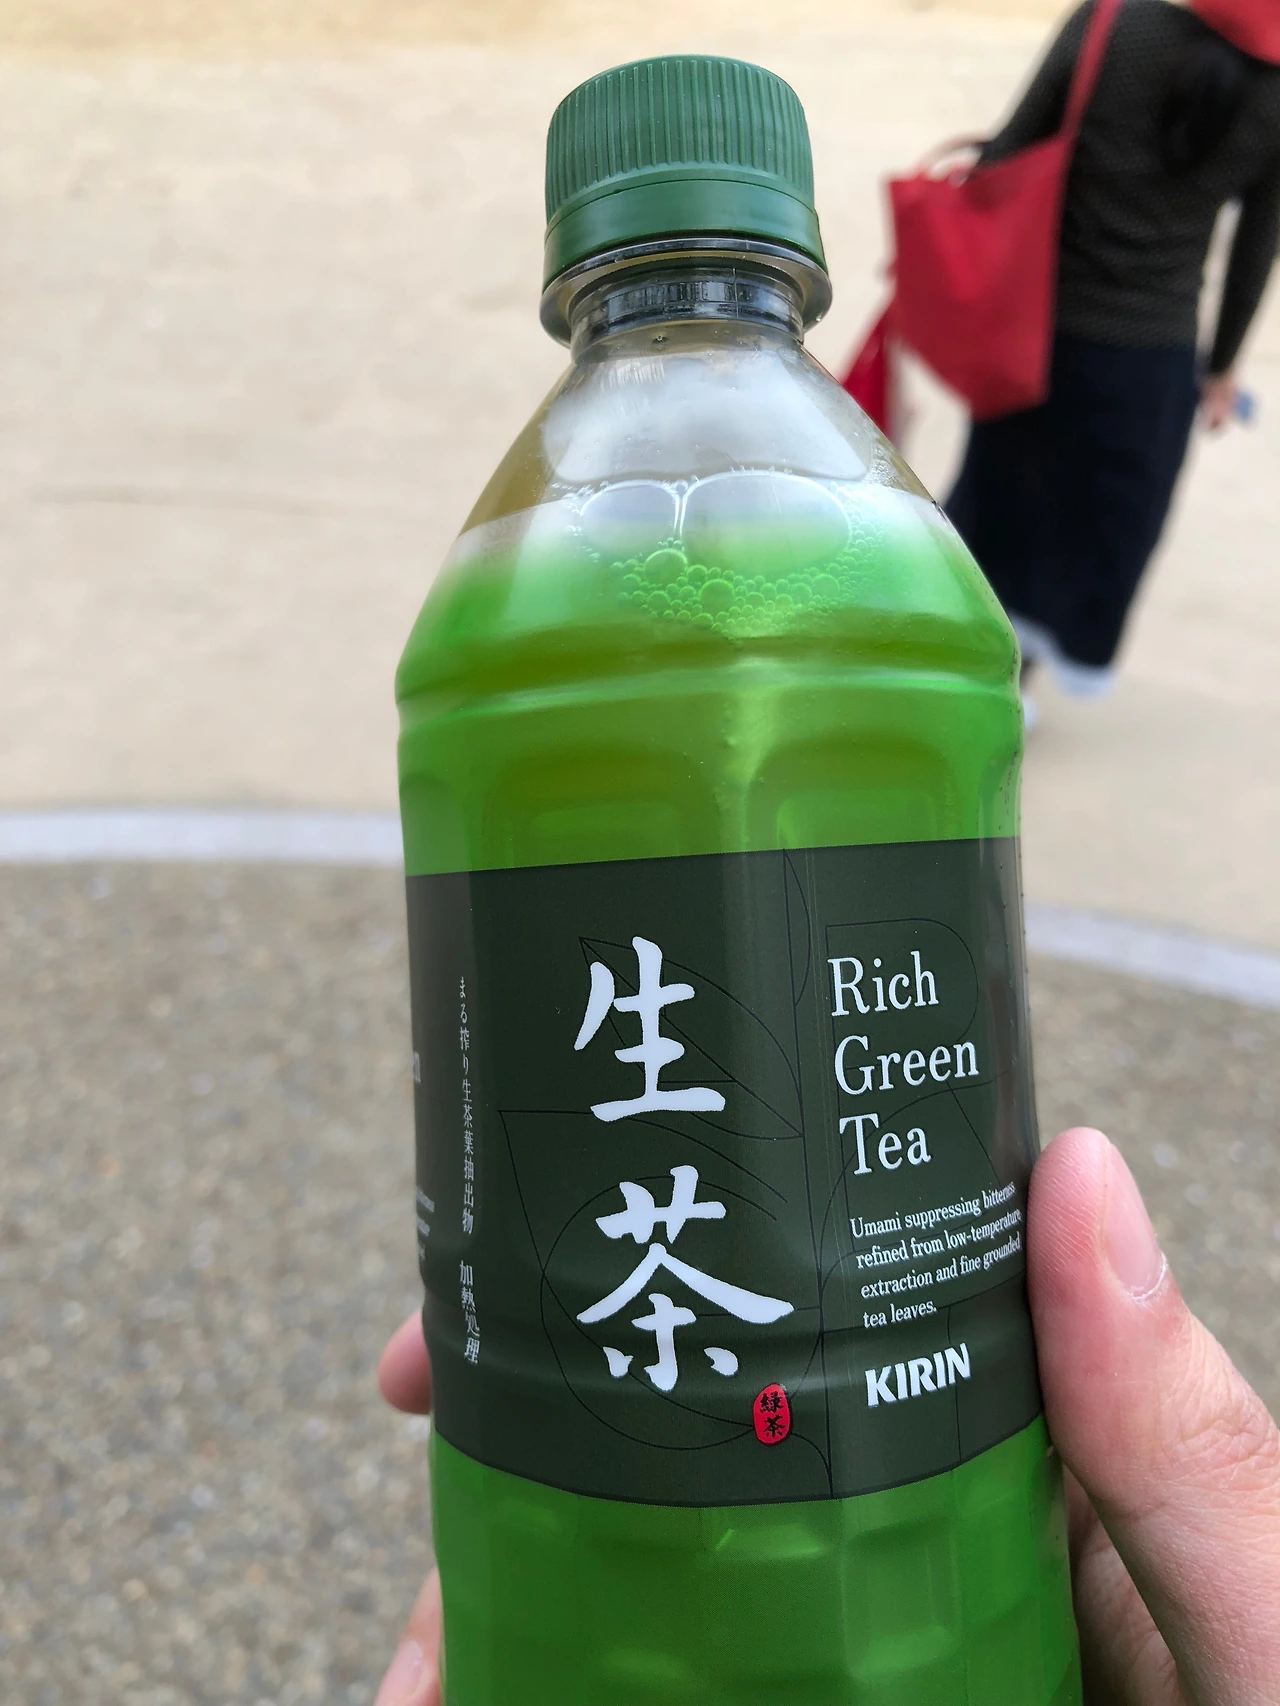 生茶
緑茶
まる搾り生茶葉抽出物 加熱処理
Rich
Green
Tea
Umami suppressing bitterness
refined from low-temperature
extraction and fine grounded
tea leaves.
KIRIN